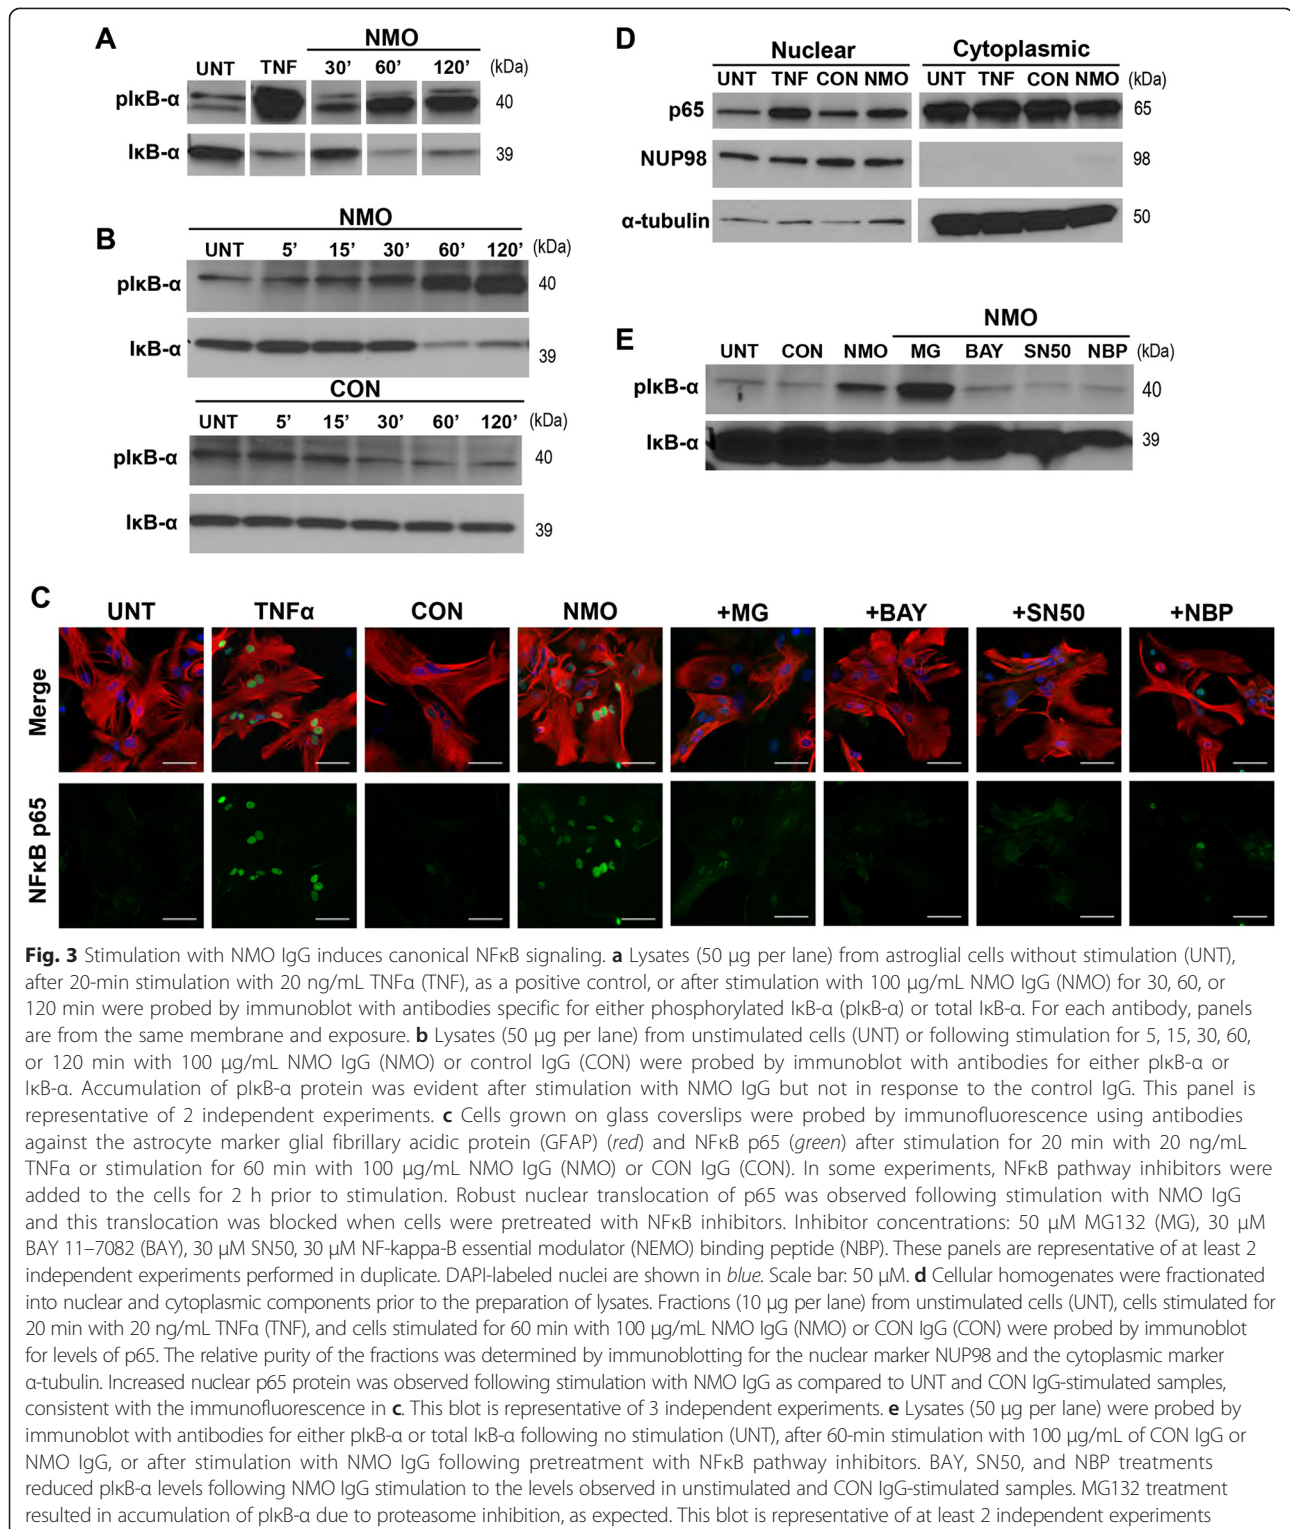 A
NMO
UNT TNF 30’ 60’ 120’ (kDa)
pIκB-α 40
IκB-α 39
B
NMO
UNT 5’ 15’ 30’ 60’ 120’ (kDa)
pIκB-α 40
IκB-α 39
CON
UNT 5’ 15’ 30’ 60’ 120’ (kDa)
pIκB-α 40
IκB-α 39
D
Nuclear Cytoplasmic
UNT TNF CON NMO UNT TNF CON NMO (kDa)
p65 65
NUP98 98
α-tubulin 50
E
NMO
UNT CON NMO MG BAY SN50 NBP (kDa)
pIκB-α 40
IκB-α 39
C
UNT TNFα CON NMO +MG +BAY +SN50 +NBP
Merge
NFκB p65
Fig. 3 Stimulation with NMO IgG induces canonical NFκB signaling. a Lysates (50 μg per lane) from astroglial cells without stimulation (UNT),
after 20-min stimulation with 20 ng/mL TNFα (TNF), as a positive control, or after stimulation with 100 μg/mL NMO IgG (NMO) for 30, 60, or
120 min were probed by immunoblot with antibodies specific for either phosphorylated IκB-α (pIκB-α) or total IκB-α. For each antibody, panels
are from the same membrane and exposure. b Lysates (50 μg per lane) from unstimulated cells (UNT) or following stimulation for 5, 15, 30, 60,
or 120 min with 100 μg/mL NMO IgG (NMO) or control IgG (CON) were probed by immunoblot with antibodies for either pIκB-α or
IκB-α. Accumulation of pIκB-α protein was evident after stimulation with NMO IgG but not in response to the control IgG. This panel is
representative of 2 independent experiments. c Cells grown on glass coverslips were probed by immunofluorescence using antibodies
against the astrocyte marker glial fibrillary acidic protein (GFAP) (red) and NFκB p65 (green) after stimulation for 20 min with 20 ng/mL
TNFα or stimulation for 60 min with 100 μg/mL NMO IgG (NMO) or CON IgG (CON). In some experiments, NFκB pathway inhibitors were
added to the cells for 2 h prior to stimulation. Robust nuclear translocation of p65 was observed following stimulation with NMO IgG
and this translocation was blocked when cells were pretreated with NFκB inhibitors. Inhibitor concentrations: 50 μM MG132 (MG), 30 μM
BAY 11–7082 (BAY), 30 μM SN50, 30 μM NF-kappa-B essential modulator (NEMO) binding peptide (NBP). These panels are representative of at least 2
independent experiments performed in duplicate. DAPI-labeled nuclei are shown in blue. Scale bar: 50 μM. d Cellular homogenates were fractionated
into nuclear and cytoplasmic components prior to the preparation of lysates. Fractions (10 μg per lane) from unstimulated cells (UNT), cells stimulated for
20 min with 20 ng/mL TNFα (TNF), and cells stimulated for 60 min with 100 μg/mL NMO IgG (NMO) or CON IgG (CON) were probed by immunoblot
for levels of p65. The relative purity of the fractions was determined by immunoblotting for the nuclear marker NUP98 and the cytoplasmic marker
α-tubulin. Increased nuclear p65 protein was observed following stimulation with NMO IgG as compared to UNT and CON IgG-stimulated samples,
consistent with the immunofluorescence in c. This blot is representative of 3 independent experiments. e Lysates (50 μg per lane) were probed by
immunoblot with antibodies for either pIκB-α or total IκB-α following no stimulation (UNT), after 60-min stimulation with 100 μg/mL of CON IgG or
NMO IgG, or after stimulation with NMO IgG following pretreatment with NFκB pathway inhibitors. BAY, SN50, and NBP treatments
reduced pIκB-α levels following NMO IgG stimulation to the levels observed in unstimulated and CON IgG-stimulated samples. MG132 treatment
resulted in accumulation of pIκB-α due to proteasome inhibition, as expected. This blot is representative of at least 2 independent experiments